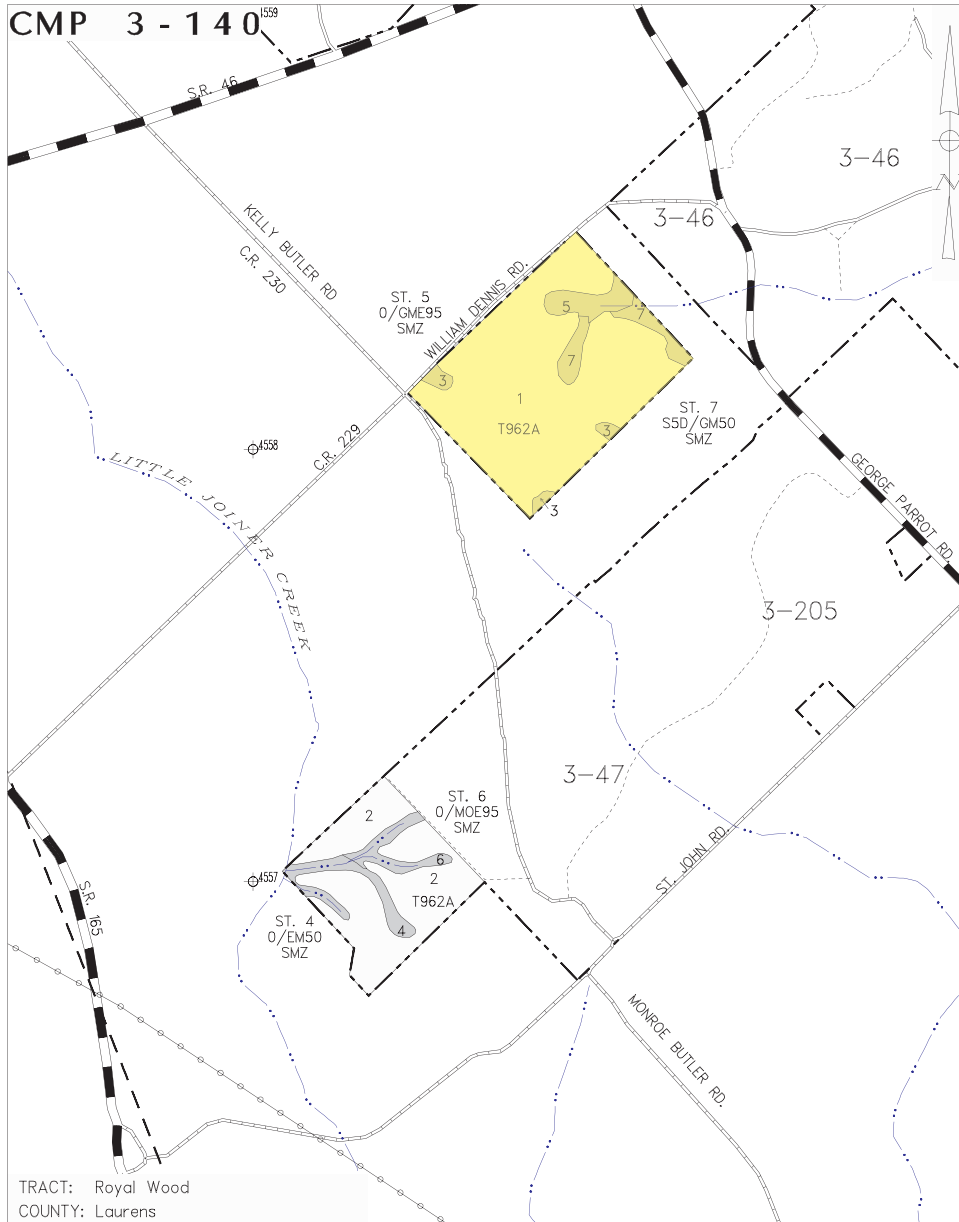 CMP 3-140
1559
S.R. 46
3-46
3-46
KELLY BUTLER RD
C.R. 230
ST. 5
O/GME95
SMZ
WILLIAM DENNIS RD.
5
7
3
7
1
T962A
3
ST. 7
S5D/GM50
SMZ
C.R. 229
4558
LITTLE JOINER CREEK
GEORGE PARROT RD.
3
3-205
3-47
ST. 6
O/MOE95
SMZ
2
6
2
T962A
ST. JOHN RD.
4557
S.R. 165
ST. 4
O/EM50
SMZ
4
MONROE BUTLER RD.
TRACT: Royal Wood
COUNTY: Laurens